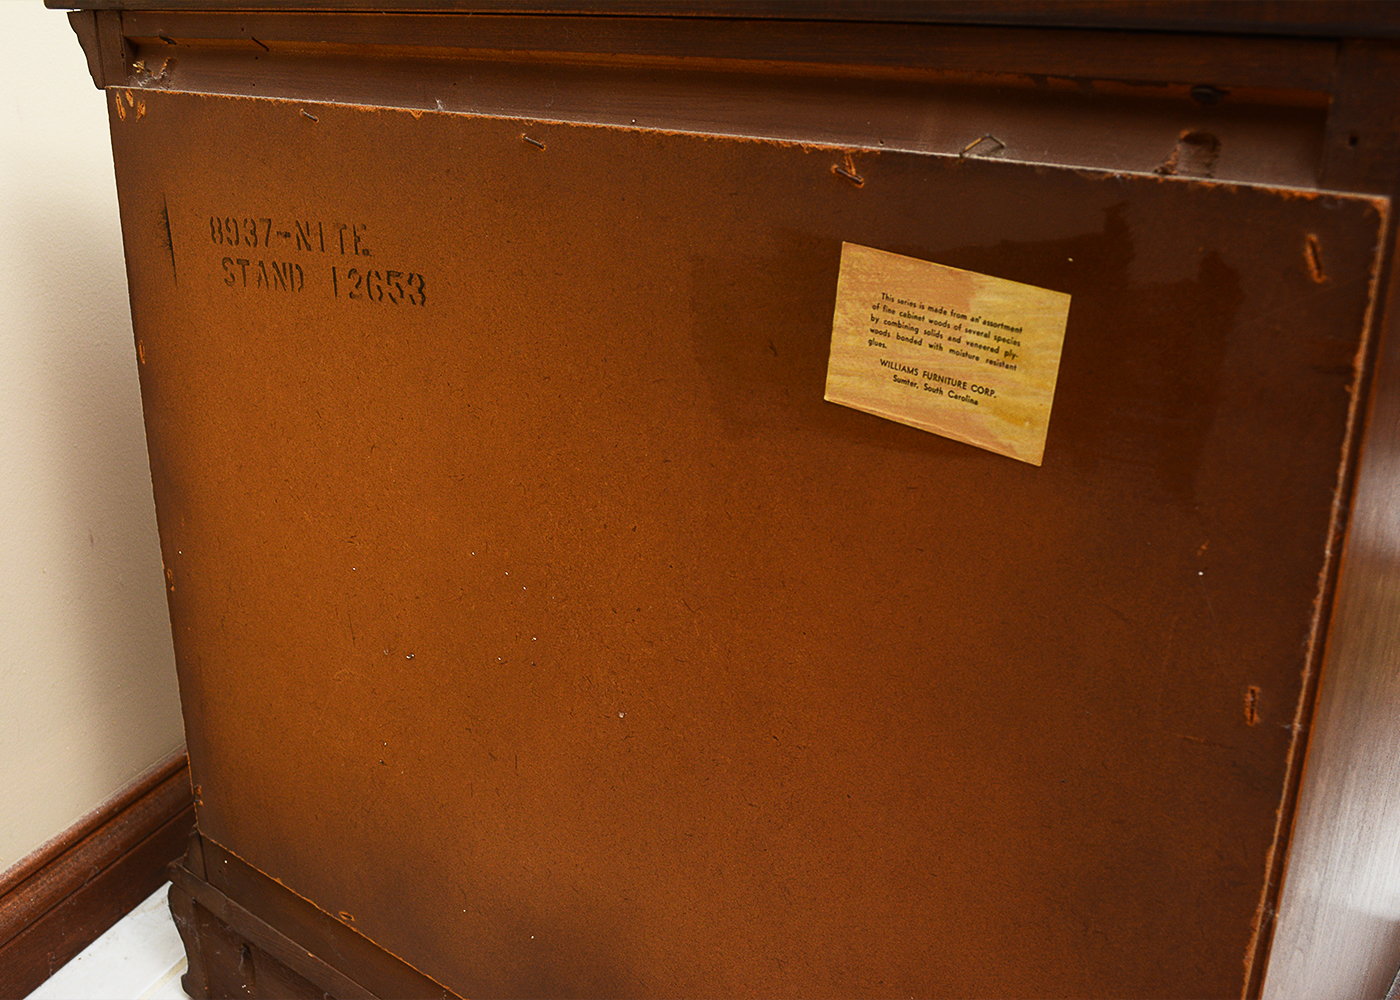 8937-NITE
STAND 12653
This series is made from an assortment
of fine cabinet woods of several species
by combining solids and veneered ply-
woods bonded with moisture resistant
glues.
WILLIAMS FURNITURE CORP.
Sumter, South Carolina